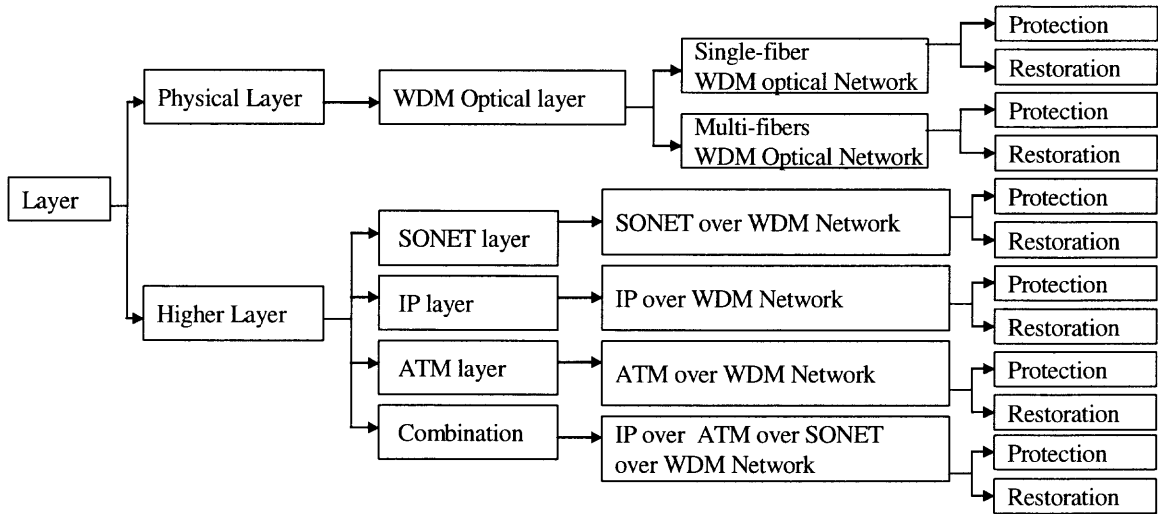 Layer
Physical Layer
WDM Optical layer
Single-fiber
WDM optical Network
Protection
Restoration
Multi-fibers
WDM Optical Network
Protection
Restoration
Higher Layer
SONET layer
SONET over WDM Network
Protection
Restoration
IP layer
IP over WDM Network
Protection
Restoration
ATM layer
ATM over WDM Network
Protection
Restoration
Combination
IP over ATM over SONET
over WDM Network
Protection
Restoration